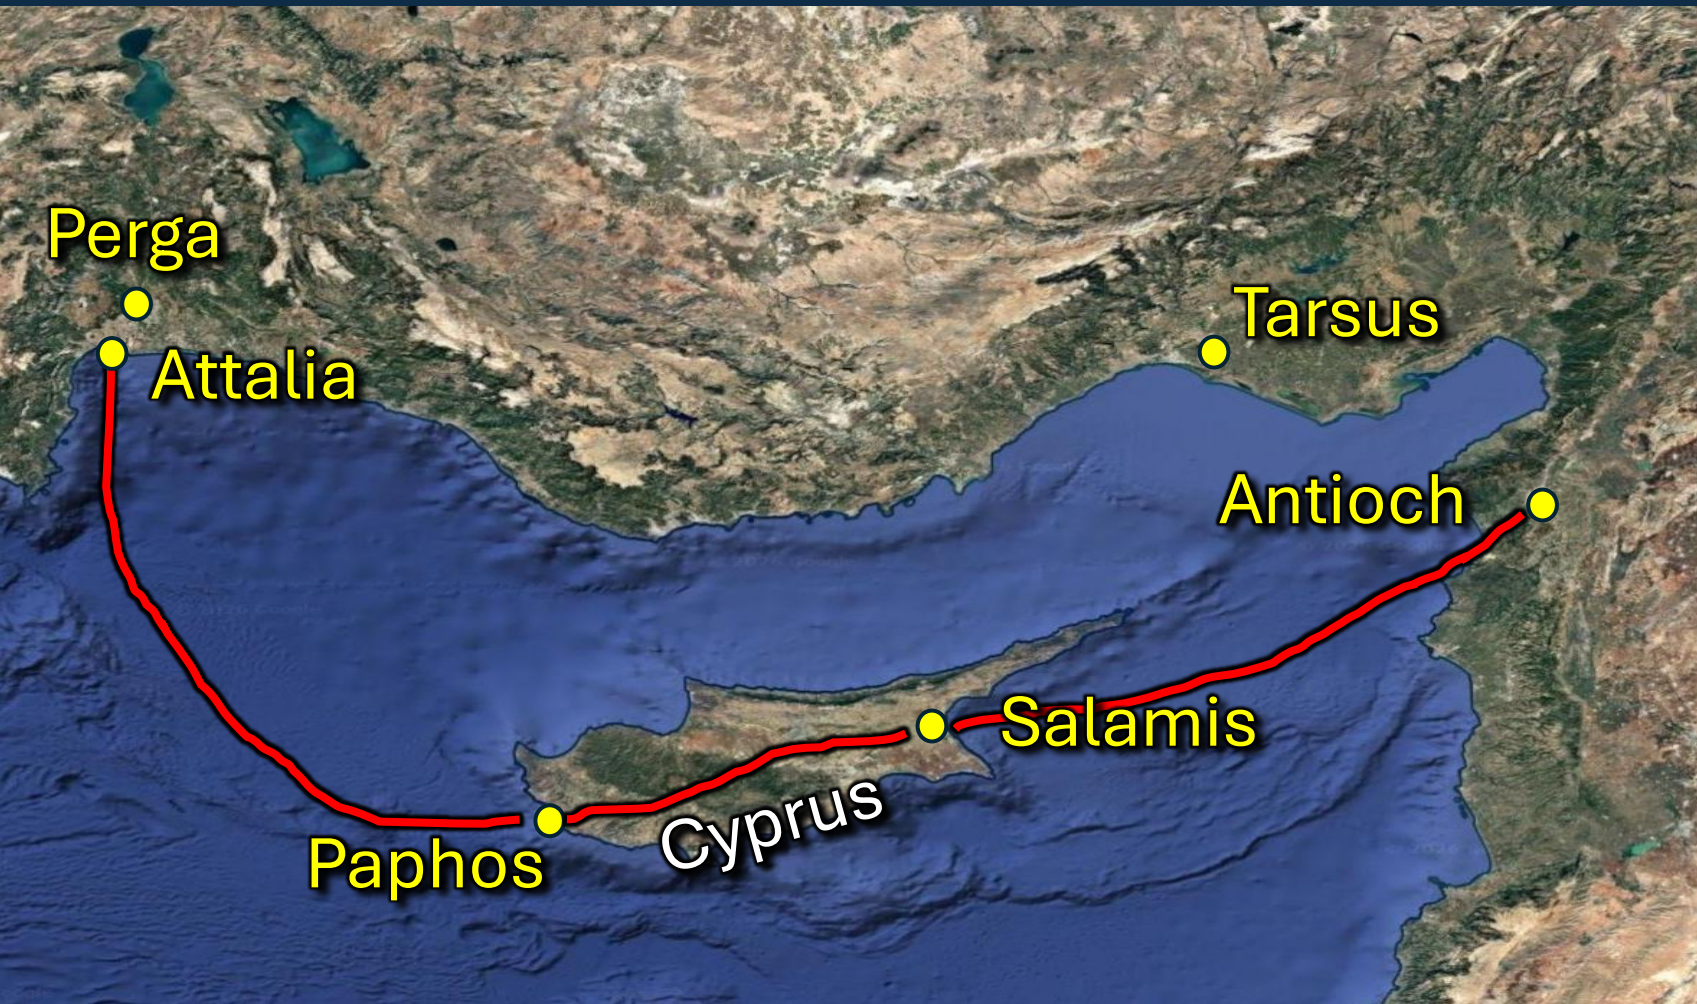 Perga
Tarsus
Attalia
Antioch
Salamis
Cyprus
Paphos